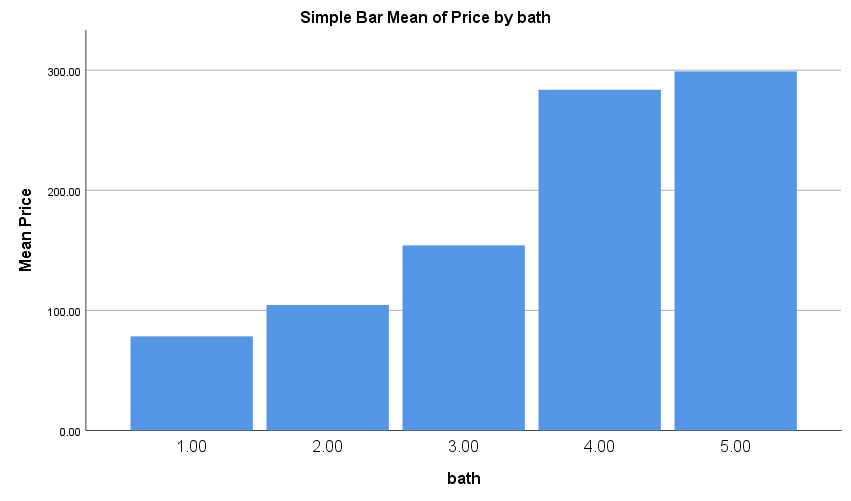 Simple Bar Mean of Price by bath
Mean Price
300.00
200.00
100.00
0.00
1.00 2.00 3.00 4.00 5.00
bath